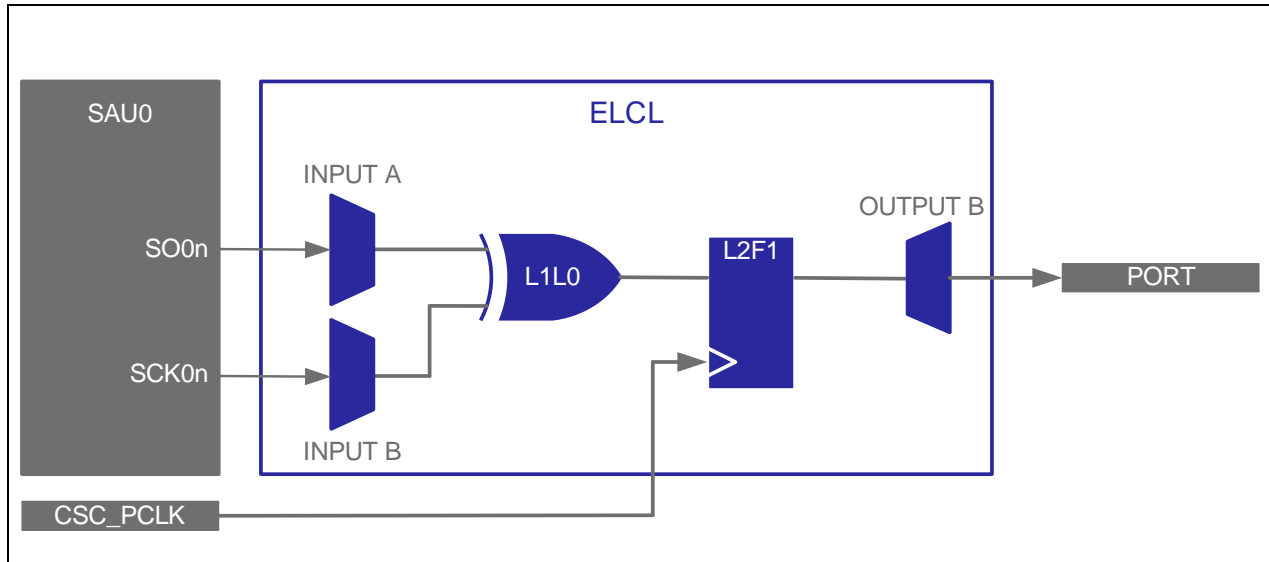 SAU0
ELCL
INPUT A
OUTPUT B
SO0n
L2F1
L1L0
PORT
SCK0n
INPUT B
CSC_PCLK